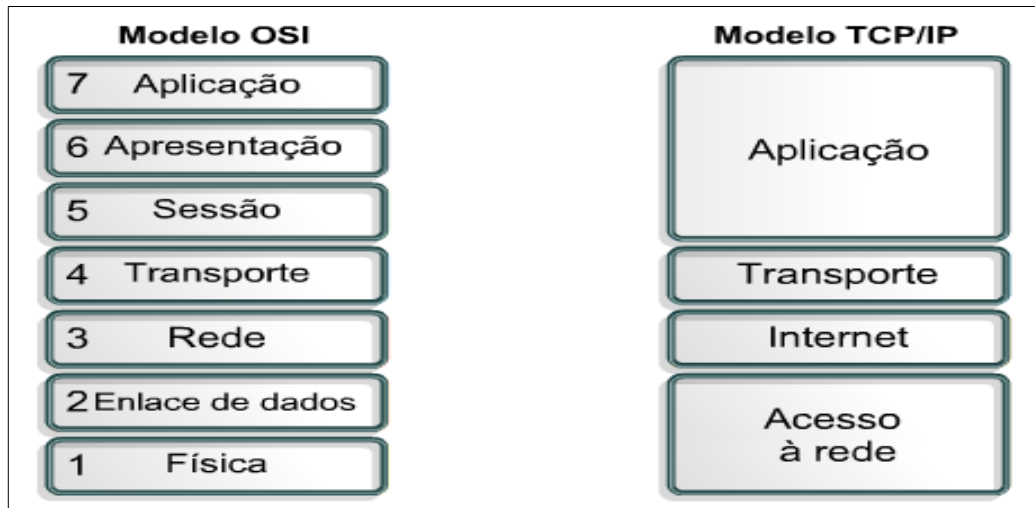 Modelo OSI
7 Aplicação
6 Apresentação
5 Sessão
4 Transporte
3 Rede
2 Enlace de dados
1 Física
Modelo TCP/IP
Aplicação
Transporte
Internet
Acesso
à rede